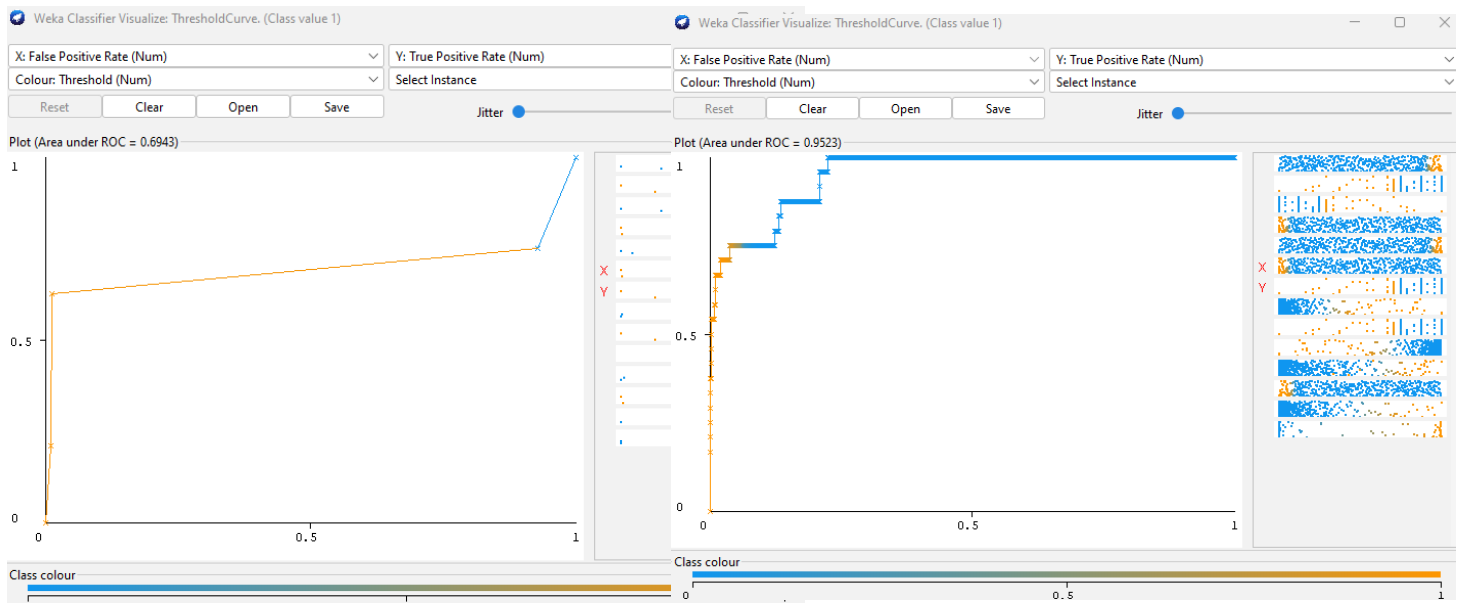 Weka Classifier Visualize: ThresholdCurve. (Class value 1)
X: False Positive Rate (Num)
Y: True Positive Rate (Num)
Colour: Threshold (Num)
Select Instance
Reset
Clear
Open
Save
Jitter
Plot (Area under ROC = 0.6943)
1
0.5
0
0
0.5
1
X
Y
Class colour
Weka Classifier Visualize: ThresholdCurve. (Class value 1)
X: False Positive Rate (Num)
Y: True Positive Rate (Num)
Colour: Threshold (Num)
Select Instance
Reset
Clear
Open
Save
Jitter
Plot (Area under ROC = 0.9523)
1
0.5
0
0
0.5
1
X
Y
Class colour
0
0.5
1